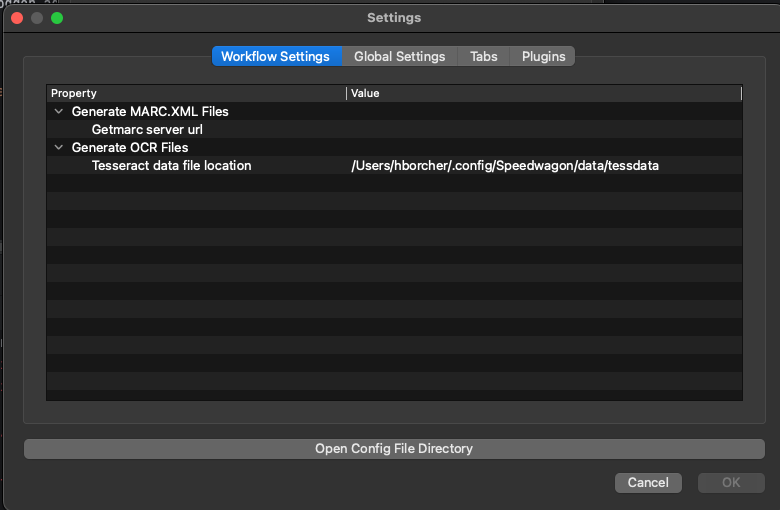 Settings
Workflow Settings Global Settings Tabs Plugins
Property Value
Generate MARC.XML Files
Getmarc server url
Generate OCR Files
Tesseract data file location /Users/hborcher/.config/Speedwagon/data/tessdata
Open Config File Directory
Cancel OK